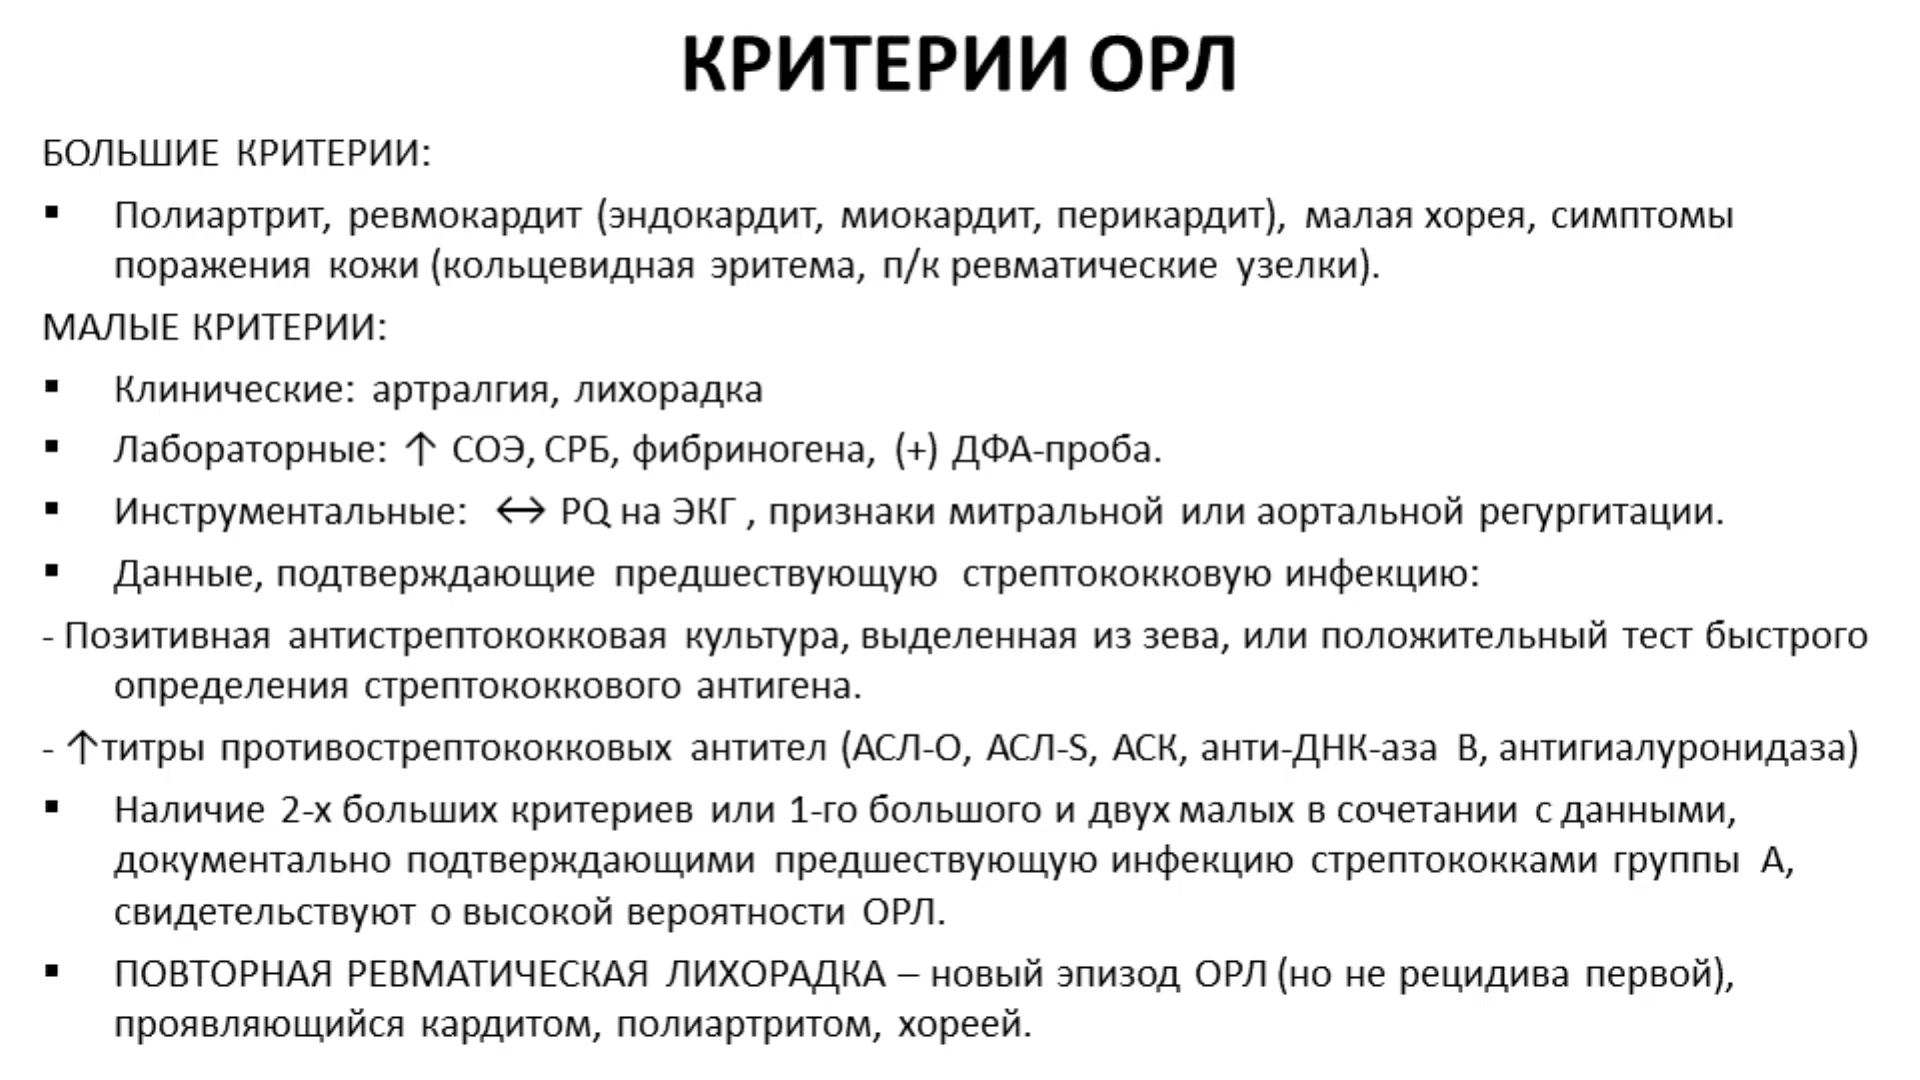 КРИТЕРИИ ОРЛ
БОЛЬШИЕ КРИТЕРИИ:
▪ Полиартрит, ревмокардит (эндокардит, миокардит, перикардит), малая хорея, симптомы
поражения кожи (кольцевидная эритема, п/к ревматические узелки).
МАЛЫЕ КРИТЕРИИ:
▪ Клинические: артралгия, лихорадка
▪ Лабораторные: ↑ СОЭ, СРБ, фибриногена, (+) ДФА-проба.
▪ Инструментальные: ↔ PQ на ЭКГ , признаки митральной или аортальной регургитации.
▪ Данные, подтверждающие предшествующую стрептококковую инфекцию:
- Позитивная антистрептококковая культура, выделенная из зева, или положительный тест быстрого
определения стрептококкового антигена.
- ↑титры противострептококковых антител (АСЛ-О, АСЛ-S, АСК, анти-ДНК-аза В, антигиалуронидаза)
▪ Наличие 2-х больших критериев или 1-го большого и двух малых в сочетании с данными,
документально подтверждающими предшествующую инфекцию стрептококками группы А,
свидетельствуют о высокой вероятности ОРЛ.
▪ ПОВТОРНАЯ РЕВМАТИЧЕСКАЯ ЛИХОРАДКА – новый эпизод ОРЛ (но не рецидива первой),
проявляющийся кардитом, полиартритом, хореей.